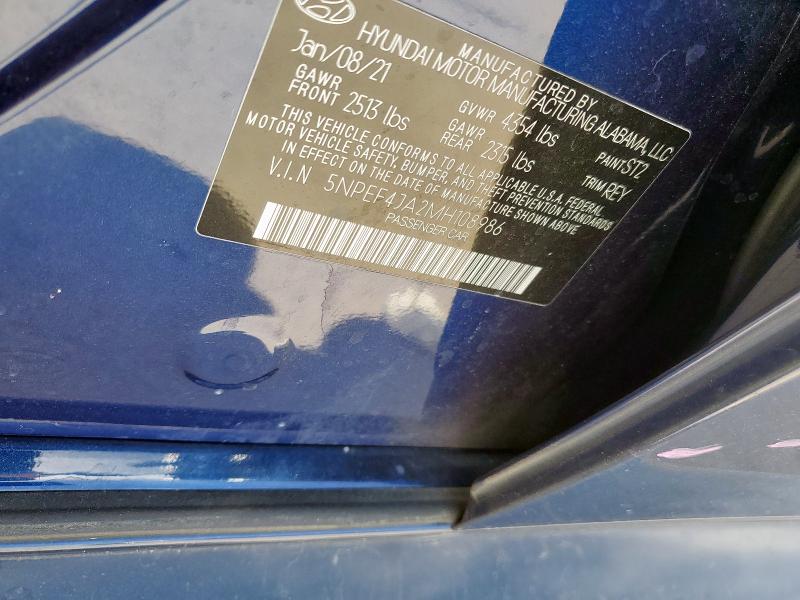 MANUFACTURED BY
HYUNDAI MOTOR MANUFACTURING ALABAMA, LLC
Jan/08/21
GVWR 4354 lbs
PAINT ST2
GAWR FRONT 2513 lbs
GAWR REAR 2315 lbs
TRIM REY
THIS VEHICLE CONFORMS TO ALL APPLICABLE U.S.A. FEDERAL
MOTOR VEHICLE SAFETY, BUMPER, AND THEFT PREVENTION STANDARDS
IN EFFECT ON THE DATE OF MANUFACTURE SHOWN ABOVE
V.I.N 5NPEF4JA2MH108986
PASSENGER CAR